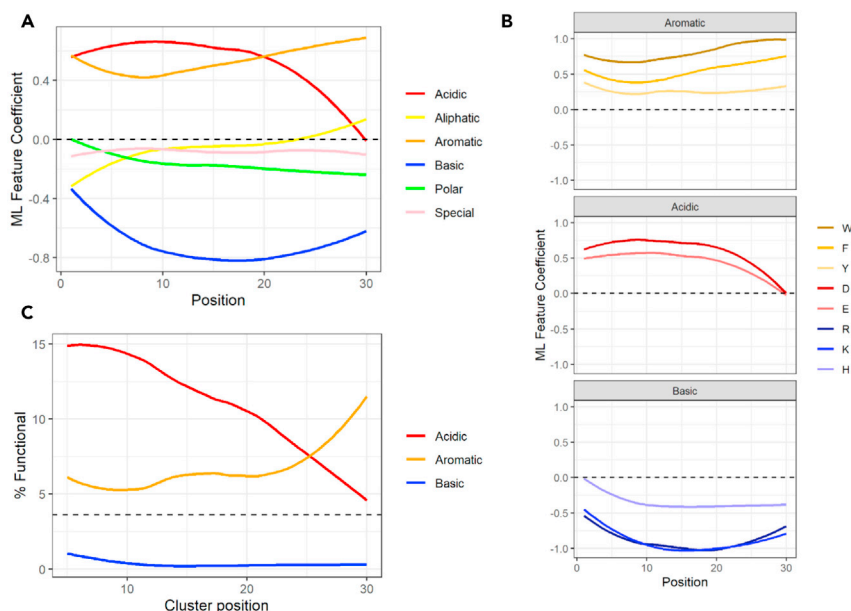 A
ML Feature Coefficient
0.4
0.0
-0.4
-0.8
0
10
20
30
Position
Acidic
Aliphatic
Aromatic
Basic
Polar
Special
B
Aromatic
1.0
0.5
0.0
-0.5
-1.0
Acidic
1.0
0.5
0.0
-0.5
-1.0
Basic
1.0
0.5
0.0
-0.5
-1.0
0
10
20
30
Position
ML Feature Coefficient
W
F
Y
D
E
R
K
H
C
% Functional
15
10
5
0
10
20
30
Cluster position
Acidic
Aromatic
Basic